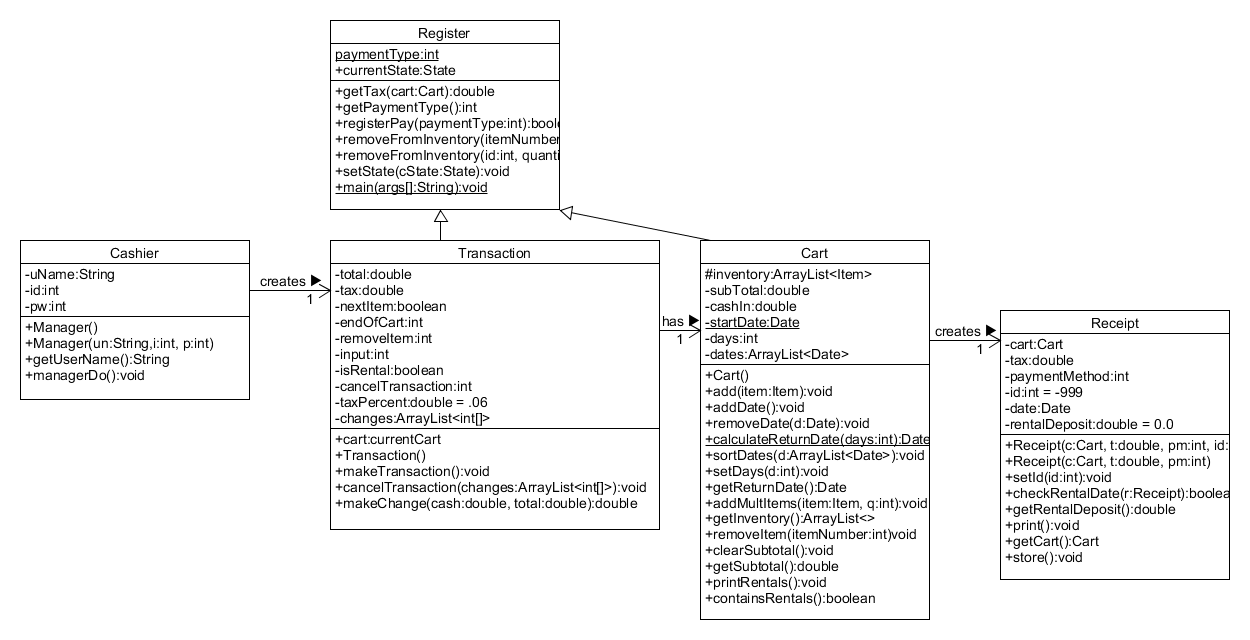 Register
paymentType:int
+currentState:State
+getTax(cart:Cart):double
+getPaymentType():int
+registerPay(paymentType:int):boole
+removeFromInventory(itemNumber
+removeFromInventory(id:int, quanti
+setState(cState:State):void
+main(args[]:String):void
Cashier
-uName:String
-id:int
-pw:int
+Manager()
+Manager(un:String,i:int, p:int)
+getUserName():String
+managerDo():void
creates
1
Transaction
-total:double
-tax:double
-nextItem:boolean
-endOfCart:int
-removeItem:int
-input:int
-isRental:boolean
-cancelTransaction:int
-taxPercent:double = .06
-changes:ArrayList<int[]>
+cart:currentCart
+Transaction()
+makeTransaction():void
+cancelTransaction(changes:ArrayList<int[]>):void
+makeChange(cash:double, total:double):double
has
1
Cart
#inventory:ArrayList<Item>
-subTotal:double
-cashIn:double
-startDate:Date
-days:int
-dates:ArrayList<Date>
+Cart()
+add(item:Item):void
+addDate():void
+removeDate(d:Date):void
+calculateReturnDate(days:int):Date
+sortDates(d:ArrayList<Date>):void
+setDays(d:int):void
+getReturnDate():Date
+addMultItems(item:Item, q:int):void
+getInventory():ArrayList<>
+removeItem(itemNumber:int)void
+clearSubtotal():void
+getSubtotal():double
+printRentals():void
+containsRentals():boolean
creates
1
Receipt
-cart:Cart
-tax:double
-paymentMethod:int
-id:int = -999
-date:Date
-rentalDeposit:double = 0.0
+Receipt(c:Cart, t:double, pm:int, id:
+Receipt(c:Cart, t:double, pm:int)
+setId(id:int):void
+checkRentalDate(r:Receipt):boolea
+getRentalDeposit():double
+print():void
+getCart():Cart
+store():void